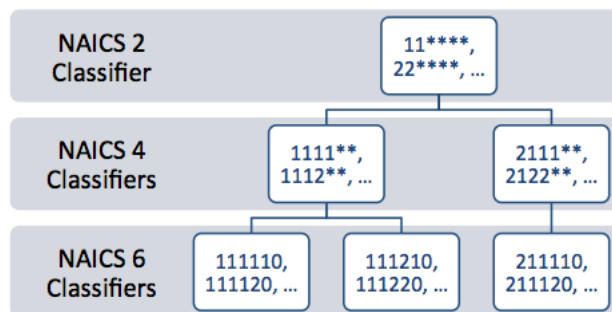 NAICS 2
Classifier
11****,
22****, ...
NAICS 4
Classifiers
1111**,
1112**, ...
2111**,
2122**, ...
NAICS 6
Classifiers
111110,
111120, ...
111210,
111220, ...
211110,
211120, ...